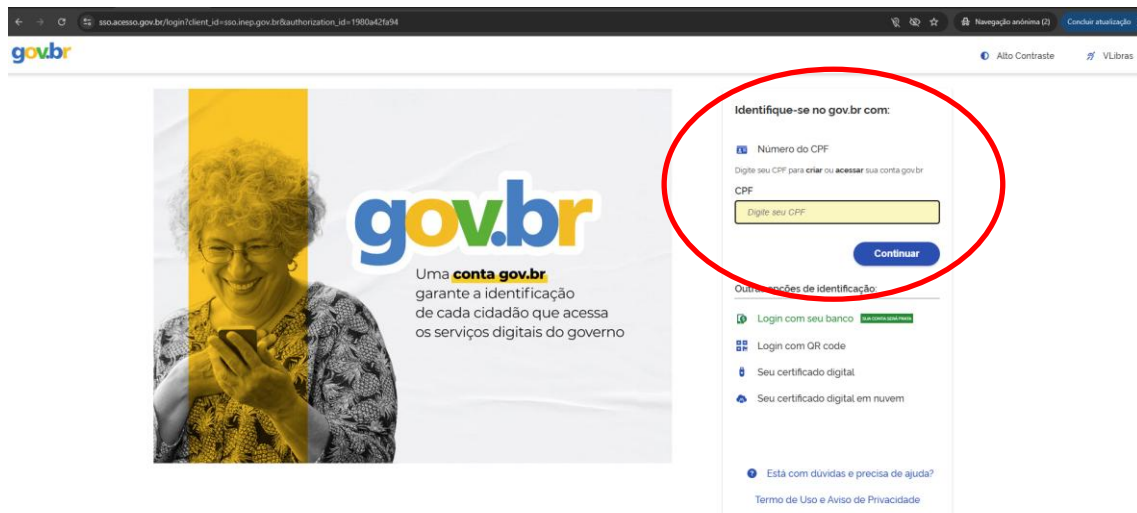 sso.acesso.gov.br/login?client_id=sso.inep.gov.br&authorization_id=1980a42fa94
Navegação anônima (2)
Concluir atualização
gov.br
Alto Contraste
VLibras
gov.br
Uma conta gov.br
garante a identificação
de cada cidadão que acessa
os serviços digitais do governo
Identifique-se no gov.br com:
Número do CPF
Digite seu CPF para criar ou acessar sua conta gov.br
CPF
Digite seu CPF
Continuar
Outras opções de identificação:
Login com seu banco SUA CONTA SERÁ PRATA
Login com QR code
Seu certificado digital
Seu certificado digital em nuvem
Está com dúvidas e precisa de ajuda?
Termo de Uso e Aviso de Privacidade